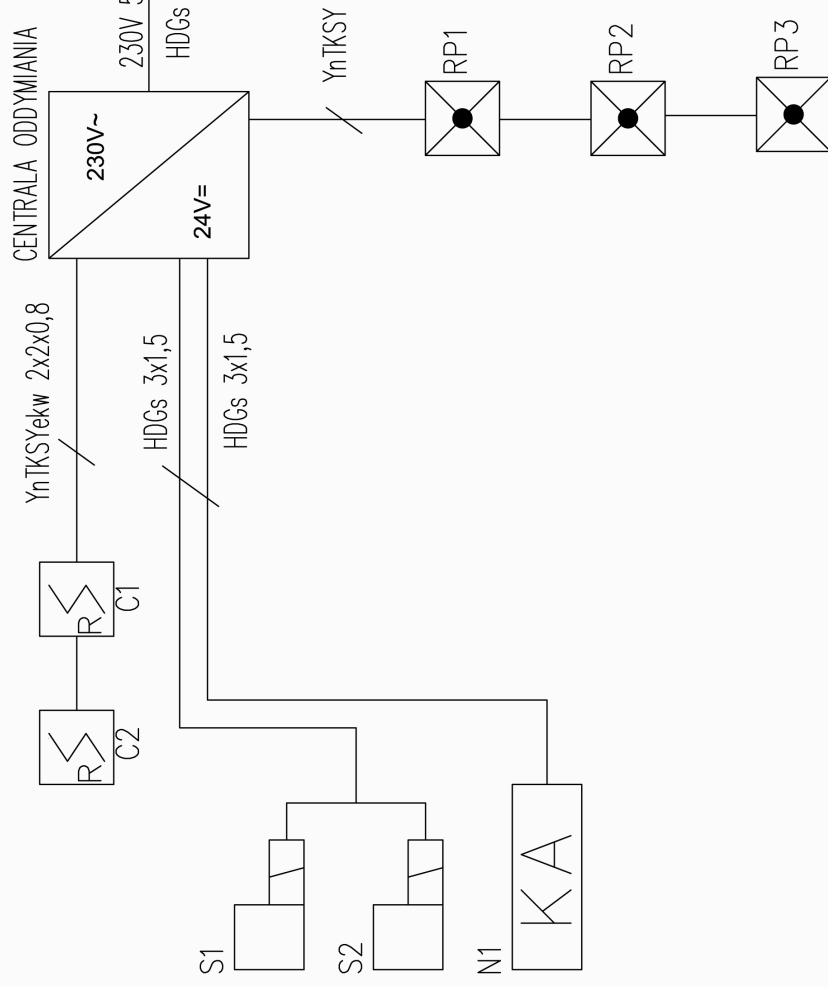 CENTRALA ODDYMIANIA
230V~
24V=
230V
HDGs
YnTKSY
RP1
RP2
RP3
YnTKSYekw 2x2x0,8
HDGs 3x1,5
HDGs 3x1,5
R
C1
R
C2
S1
S2
N1
KA